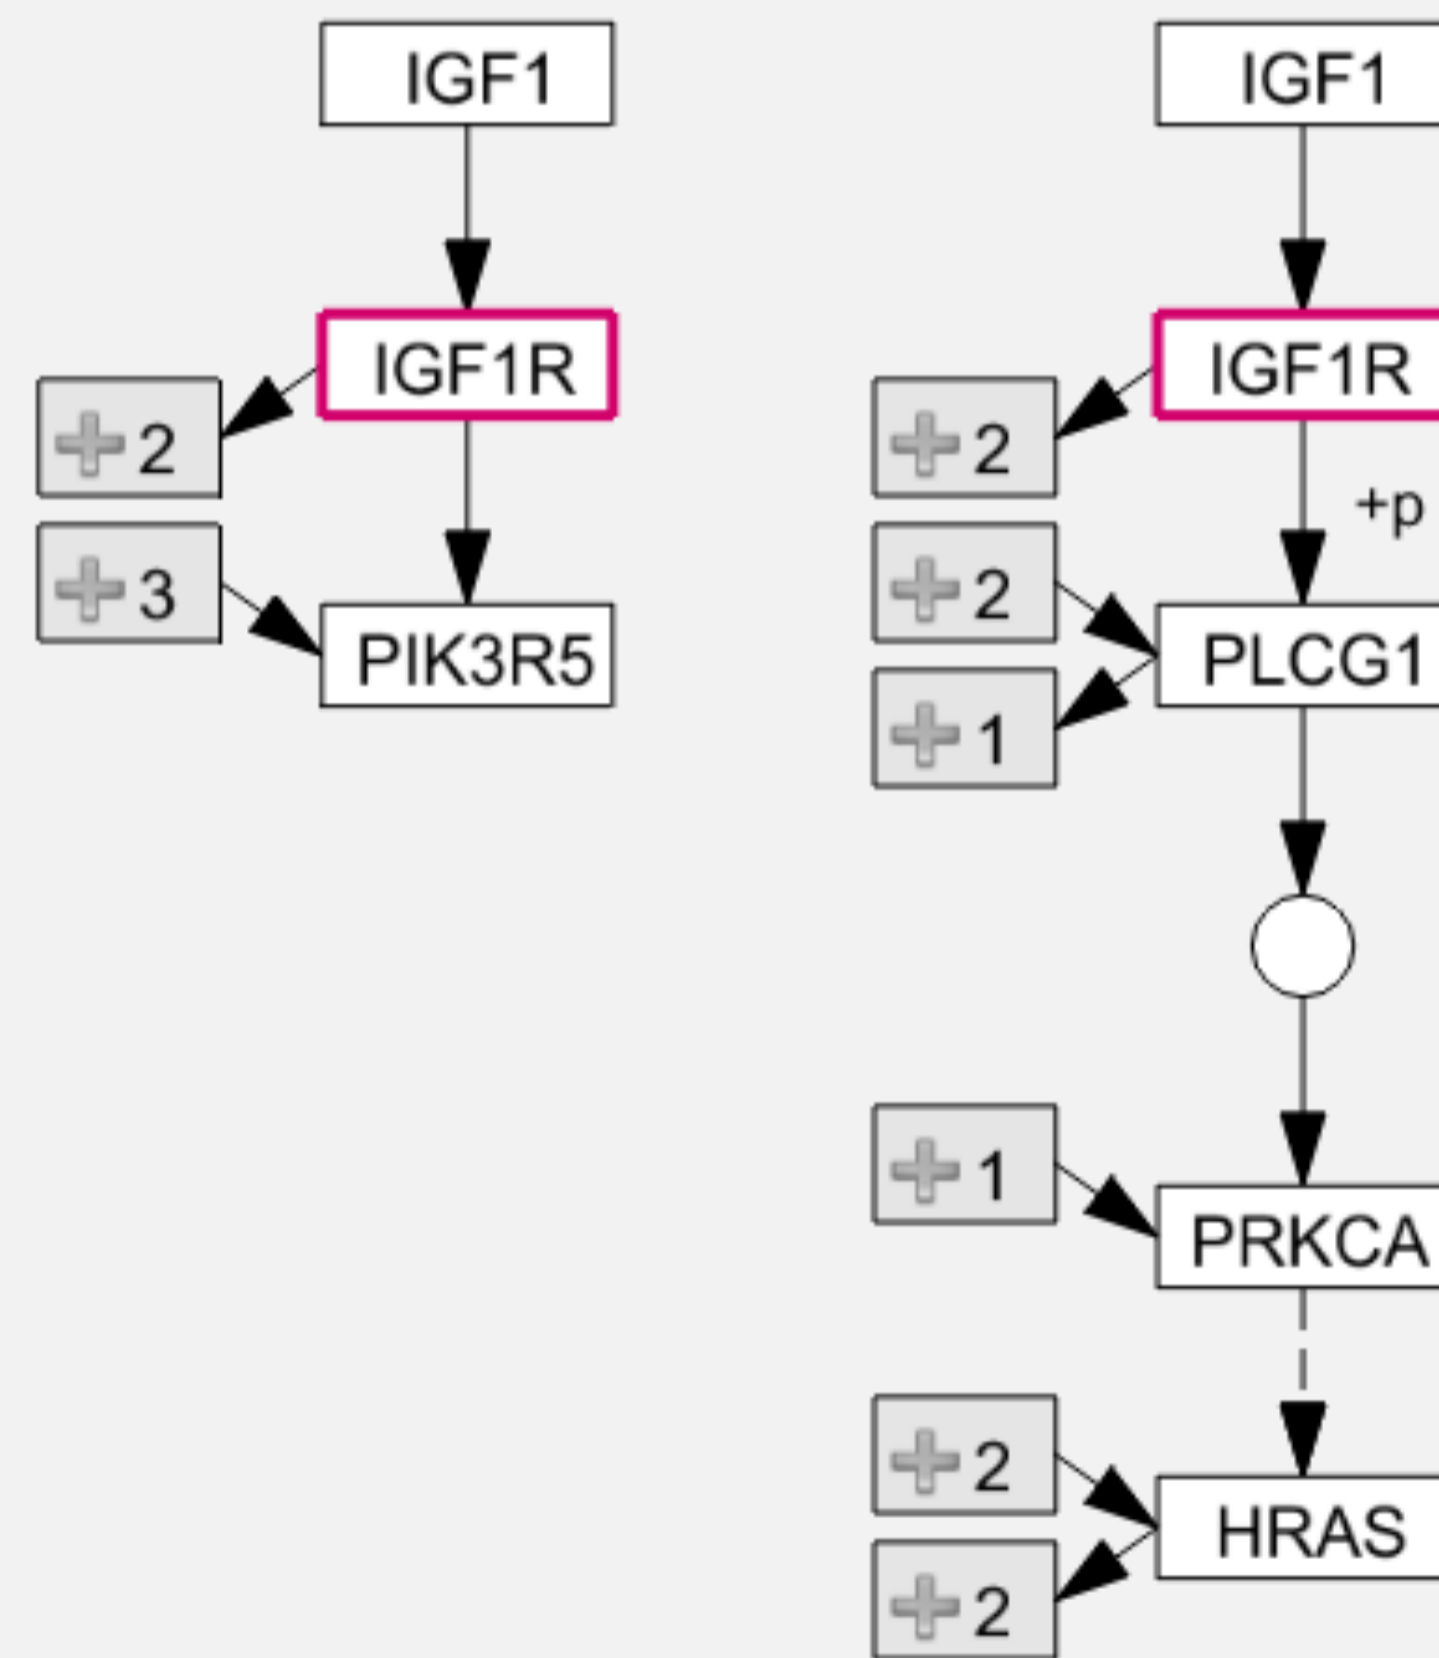 IGF1
IGF1R
+ 2
+ 3
PIK3R5
IGF1
IGF1R
+ 2
+p
+ 2
PLCG1
+ 1
+ 1
PRKCA
+ 2
HRAS
+ 2